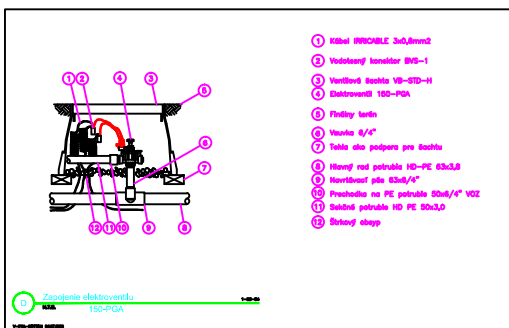 1 Kábel IRRICABLE 3x0,8mm2
2 Vodotesný konektor BVS-1
3 Ventilová šachta VB-STD-H
4 Elektroventil 150-PGA
5 Finálny terén
6 Vsuvka 6/4"
7 Tehla ako podpera pre šachtu
8 Hlavný rad potrubie HD-PE 63x3,8
9 Navrtávací pás 63x6/4"
10 Prechodka na PE potrubie 50x6/4" VOZ
11 Sekčné potrubie HD PE 50x3,0
12 Štrkový obsyp
1 2 4 3 5
6
7
12 11 10 9 8
D Zapojenie elektroventilu
N.T.S. 150-PGA